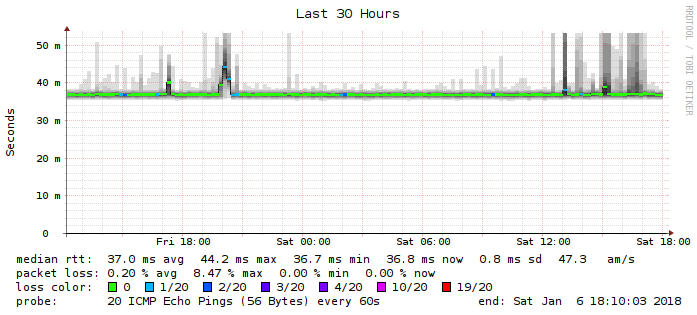 Last 30 Hours
RRDTOOL / TOBI OETIKER
Seconds
50 m
40 m
30 m
20 m
10 m
0
Fri 18:00 Sat 00:00 Sat 06:00 Sat 12:00 Sat 18:00
median rtt: 37.0 ms avg 44.2 ms max 36.7 ms min 36.8 ms now 0.8 ms sd 47.3 am/s
packet loss: 0.20 % avg 8.47 % max 0.00 % min 0.00 % now
loss color: 0 1/20 2/20 3/20 4/20 10/20 19/20
probe: 20 ICMP Echo Pings (56 Bytes) every 60s end: Sat Jan 6 18:10:03 2018